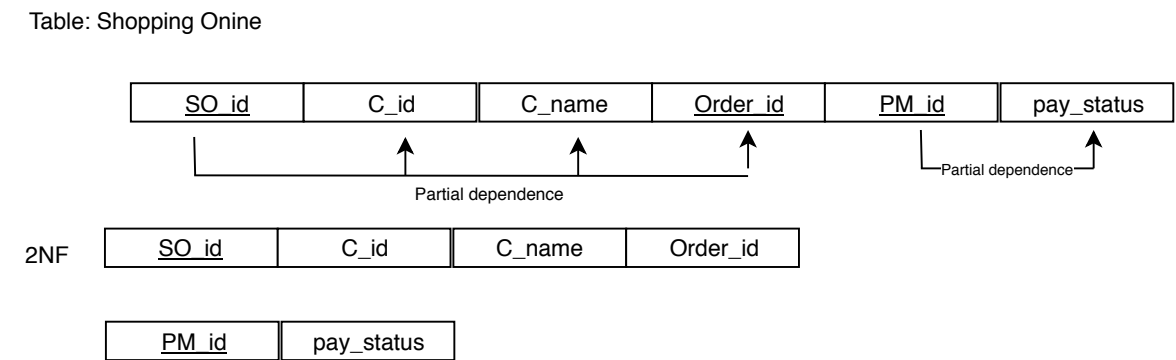 Table: Shopping Onine
SO_id C_id C_name Order_id PM_id pay_status
Partial dependence
Partial dependence
2NF SO_id C_id C_name Order_id
PM_id pay_status